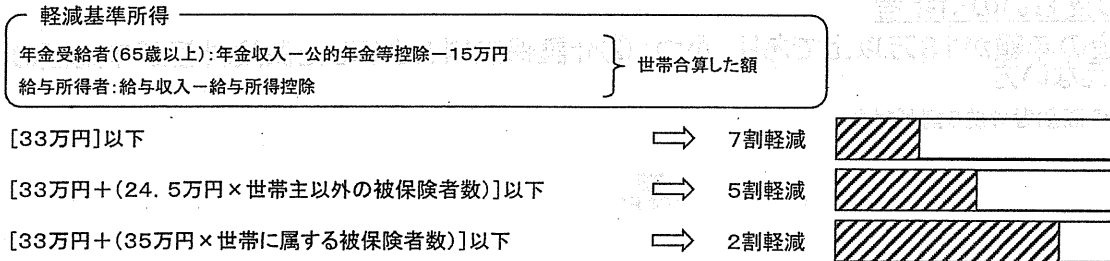 軽減基準所得
年金受給者(65歳以上):年金収入ー公的年金等控除ー15万円
給与所得者:給与収入ー給与所得控除
世帯合算した額
[33万円]以下 ⇨ 7割軽減
[33万円+(24.5万円×世帯主以外の被保険者数)]以下 ⇨ 5割軽減
[33万円+(35万円×世帯に属する被保険者数)]以下 ⇨ 2割軽減